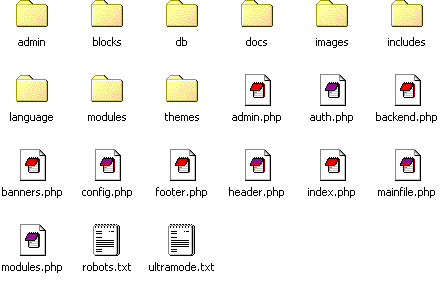 admin blocks db docs images includes
language modules themes admin.php auth.php backend.php
banners.php config.php footer.php header.php index.php mainfile.php
modules.php robots.txt ultramode.txt